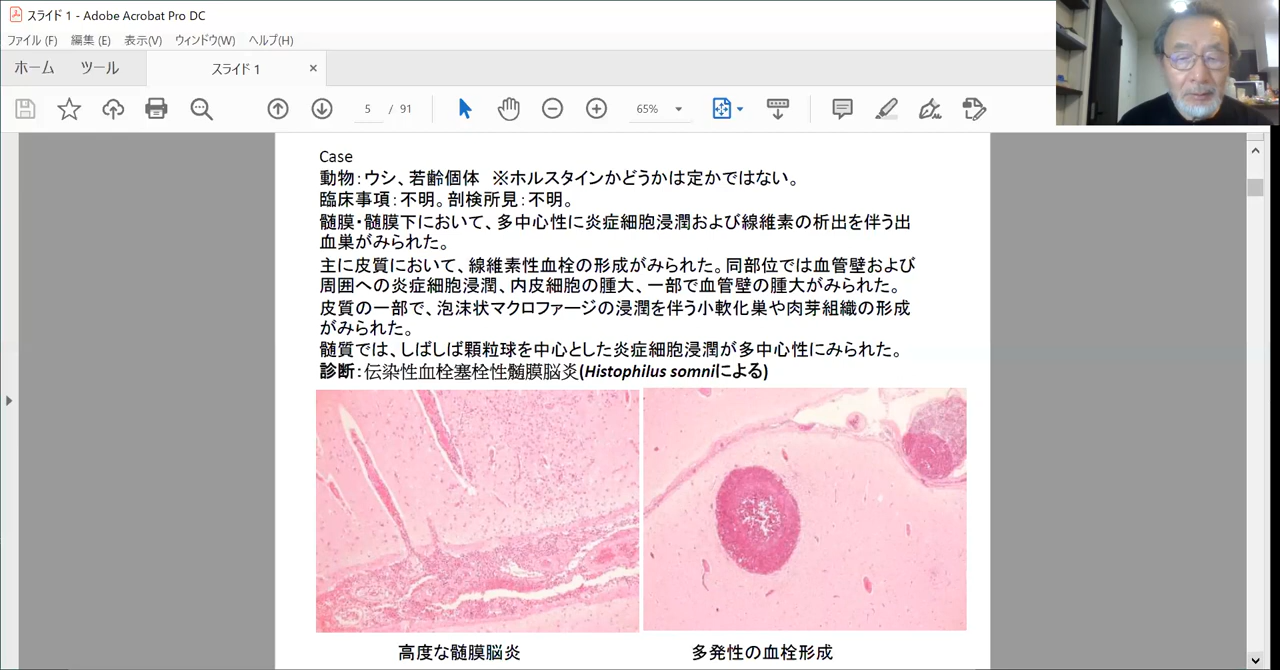 スライド 1 - Adobe Acrobat Pro DC
ファイル (F) 編集 (E) 表示(V) ウィンドウ(W) ヘルプ(H)
ホーム ツール スライド 1 ×
5 / 91 65%
Case
動物：ウシ、若齢個体 ※ホルスタインかどうかは定かではない。
臨床事項：不明。剖検所見：不明。
髄膜・髄膜下において、多中心性に炎症細胞浸潤および線維素の析出を伴う出
血巣がみられた。
主に皮質において、線維素性血栓の形成がみられた。同部位では血管壁および
周囲への炎症細胞浸潤、内皮細胞の腫大、一部で血管壁の腫大がみられた。
皮質の一部で、泡沫状マクロファージの浸潤を伴う小軟化巣や肉芽組織の形成
がみられた。
髄質では、しばしば顆粒球を中心とした炎症細胞浸潤が多中心性にみられた。
診断：伝染性血栓塞栓性髄膜脳炎(Histophilus somniによる)
高度な髄膜脳炎 多発性の血栓形成